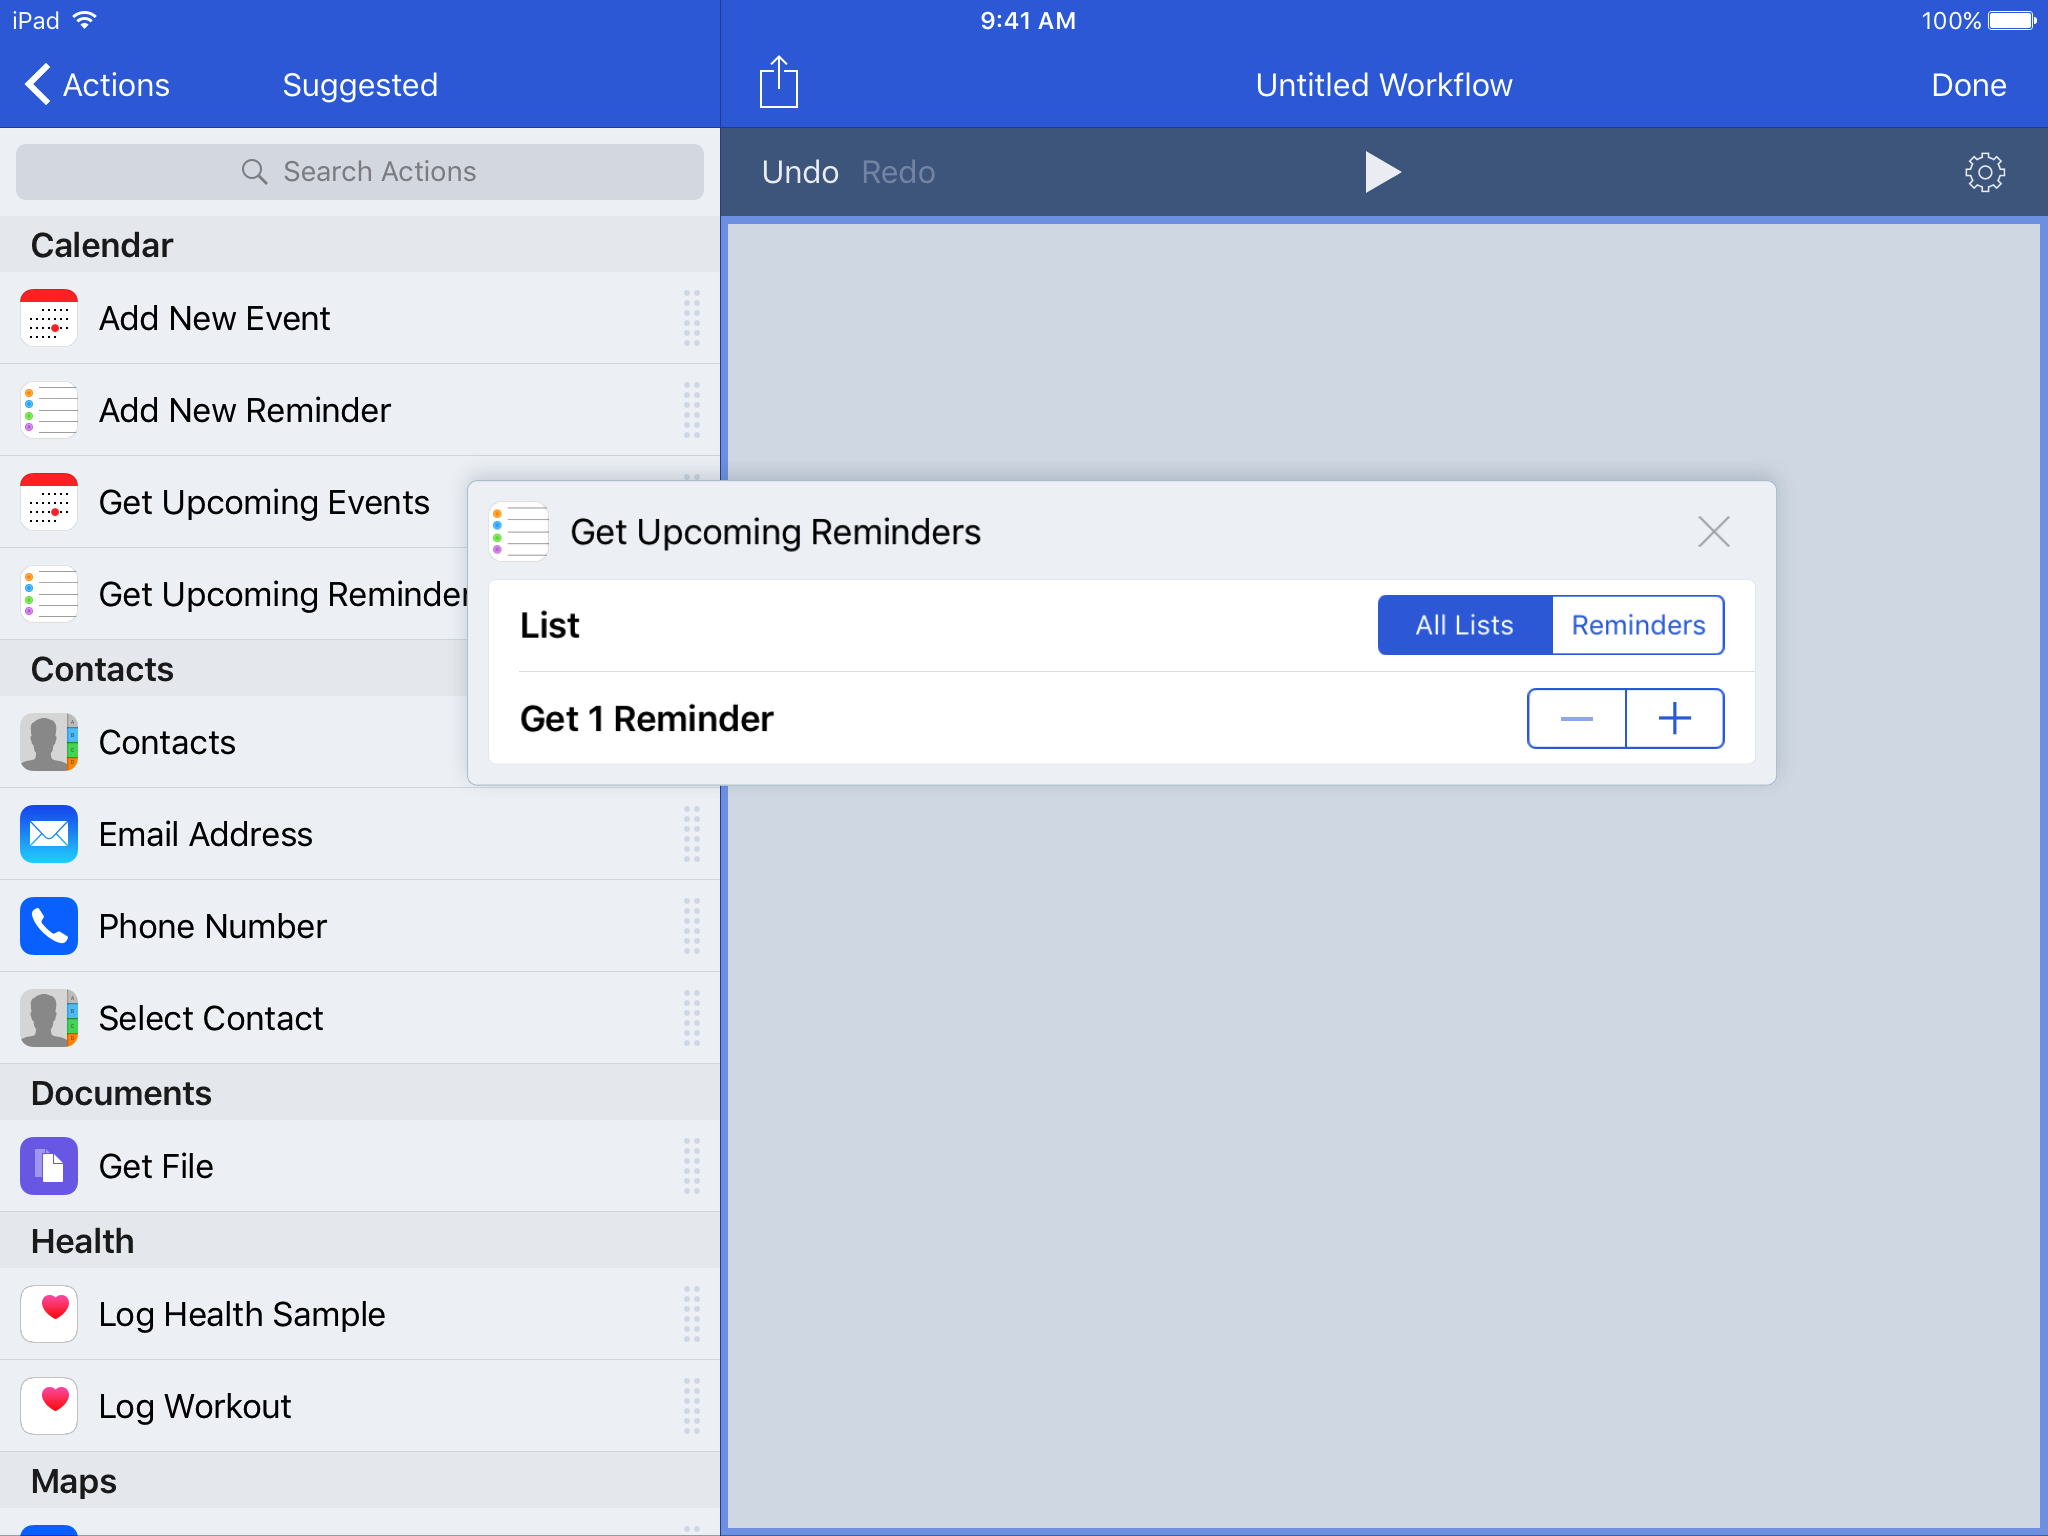 iPad
9:41 AM
100%
Actions
Suggested
Untitled Workflow
Done
Search Actions
Undo
Redo
Calendar
Add New Event
Add New Reminder
Get Upcoming Events
Get Upcoming Reminder
Contacts
Contacts
Email Address
Phone Number
Select Contact
Documents
Get File
Health
Log Health Sample
Log Workout
Maps
Get Upcoming Reminders
List
All Lists
Reminders
Get 1 Reminder